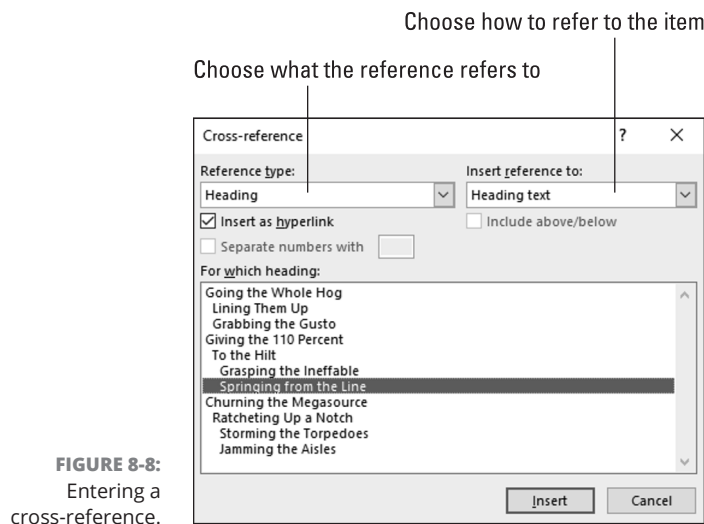 Choose how to refer to the item
Choose what the reference refers to
Cross-reference ? ×
Reference type: Insert reference to:
Heading Heading text
Insert as hyperlink Include above/below
Separate numbers with
For which heading:
Going the Whole Hog
Lining Them Up
Grabbing the Gusto
Giving the 110 Percent
To the Hilt
Grasping the Ineffable
Springing from the Line
Churning the Megasource
Ratcheting Up a Notch
Storming the Torpedoes
Jamming the Aisles
Insert Cancel
FIGURE 8-8:
Entering a
cross-reference.